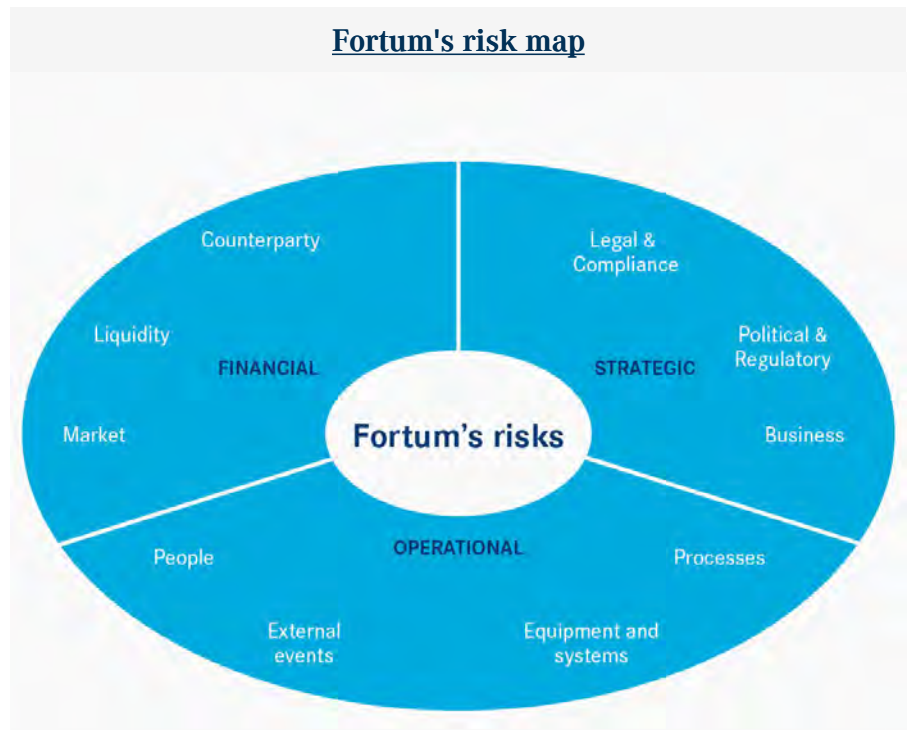 Fortum's risk map
Counterparty
Legal &
Compliance
Liquidity
Political &
Regulatory
FINANCIAL
STRATEGIC
Market
Fortum’s risks
Business
OPERATIONAL
People
Processes
External
events
Equipment and
systems